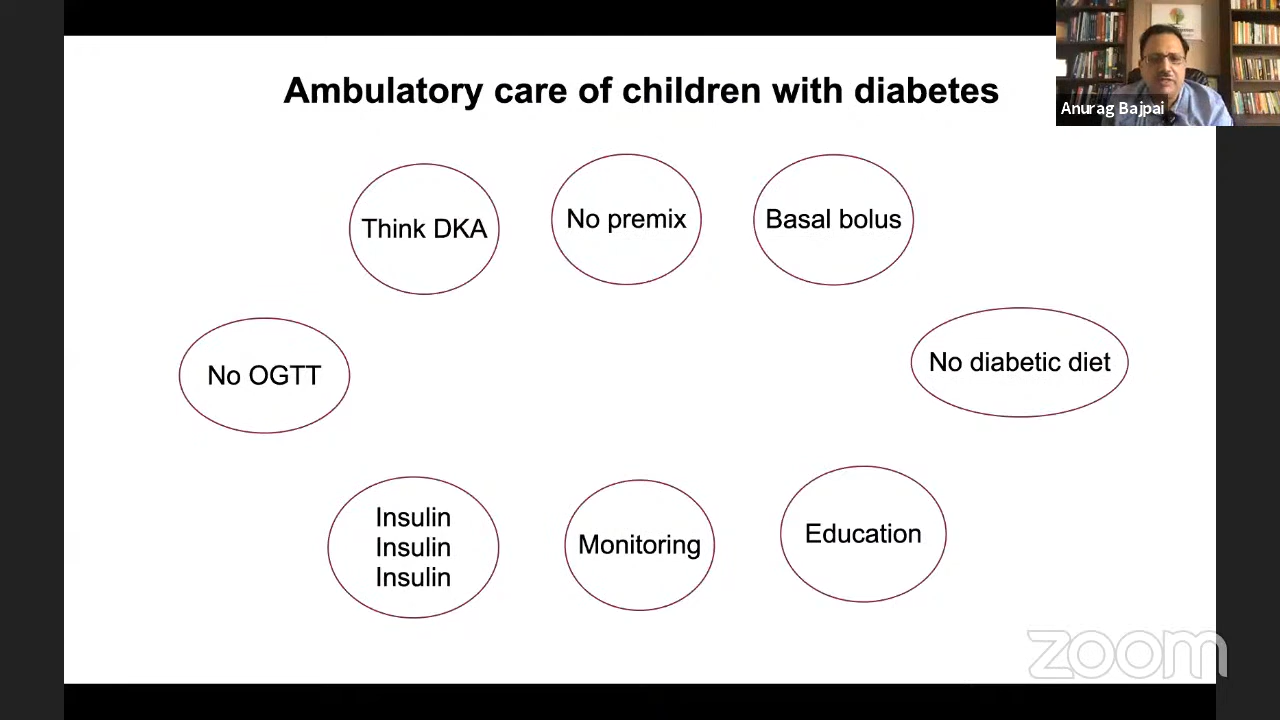 Ambulatory care of children with diabetes
Anurag Bajpai
Think DKA
No premix
Basal bolus
No OGTT
No diabetic diet
Insulin
Insulin
Insulin
Monitoring
Education
zoom